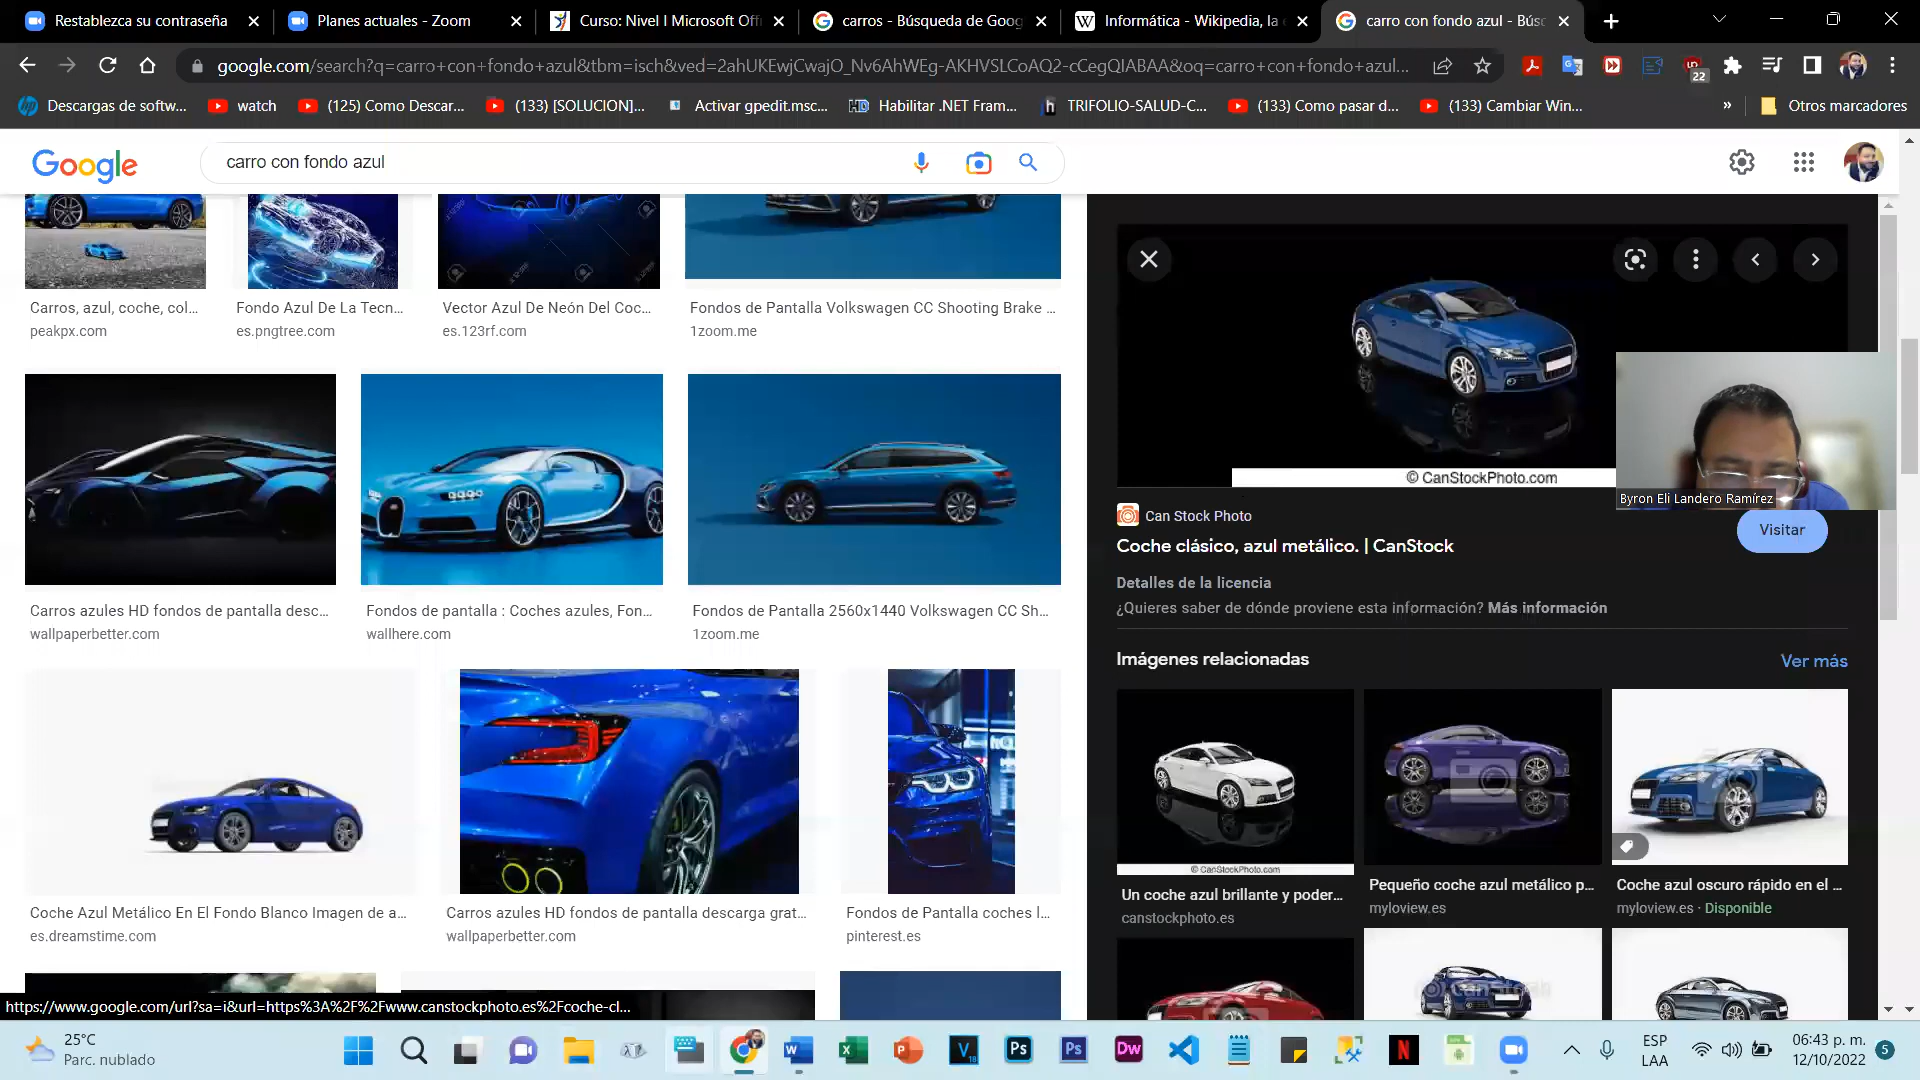 Restablezca su contraseña
Planes actuales - Zoom
Curso: Nivel I Microsoft Off
carros - Búsqueda de Goog
Informática - Wikipedia, la e
carro con fondo azul - Bús
google.com/search?q=carro+con+fondo+azul&tbm=isch&ved=2ahUKEwjCwajO_Nv6AhWEg-AKHVSLCoAQ2-cCegQIABAA&oq=carro+con+fondo+azul...
22
Descargas de softw...
watch
(125) Como Descar...
(133) [SOLUCION]...
Activar gpedit.msc...
Habilitar .NET Fram...
TRIFOLIO-SALUD-C...
(133) Como pasar d...
(133) Cambiar Win...
»
Otros marcadores
Google
carro con fondo azul
Carros, azul, coche, col...
peakpx.com
Fondo Azul De La Tecn...
es.pngtree.com
Vector Azul De Neón Del Coc...
es.123rf.com
Fondos de Pantalla Volkswagen CC Shooting Brake ...
1zoom.me
Carros azules HD fondos de pantalla desc...
wallpaperbetter.com
Fondos de pantalla : Coches azules, Fon...
wallhere.com
Fondos de Pantalla 2560x1440 Volkswagen CC Sh...
1zoom.me
Coche Azul Metálico En El Fondo Blanco Imagen de a...
es.dreamstime.com
Carros azules HD fondos de pantalla descarga grat...
wallpaperbetter.com
Fondos de Pantalla coches l...
pinterest.es
© CanStockPhoto.com
Byron Eli Landero Ramírez
Can Stock Photo
Visitar
Coche clásico, azul metálico. | CanStock
Detalles de la licencia
¿Quieres saber de dónde proviene esta información? Más información
Imágenes relacionadas
Ver más
© CanStockPhoto.com
Un coche azul brillante y poder...
canstockphoto.es
Pequeño coche azul metálico p...
myloview.es
Coche azul oscuro rápido en el ...
myloview.es · Disponible
https://www.google.com/url?sa=i&url=https%3A%2F%2Fwww.canstockphoto.es%2Fcoche-cl...
25°C
Parc. nublado
ESP
LAA
06:43 p. m.
12/10/2022
5